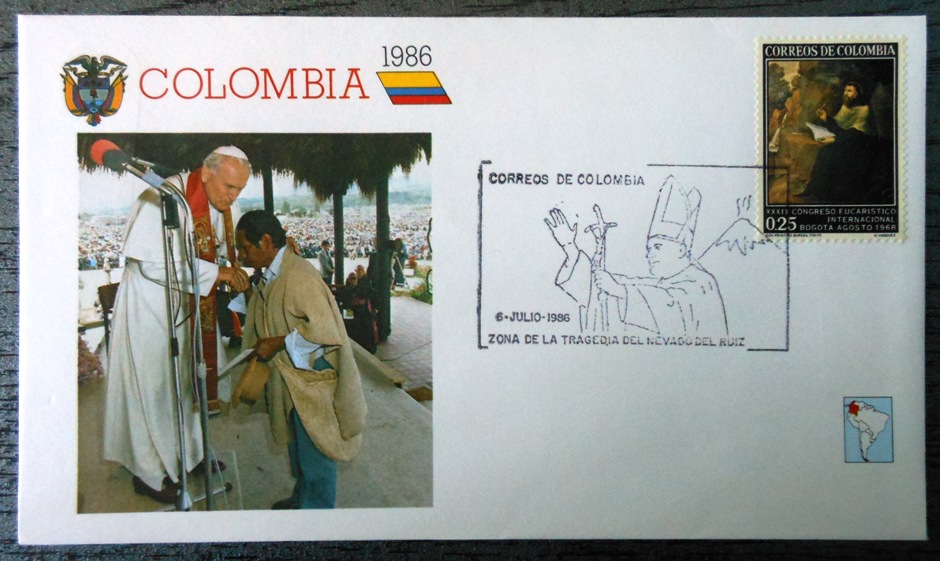 1986
COLOMBIA
CORREOS DE COLOMBIA
XXXIX CONGRESO EUCARISTICO
INTERNACIONAL
0.25 BOGOTA-AGOSTO 1968
CORREOS DE COLOMBIA
6-JULIO-1986
ZONA DE LA TRAGEDIA DEL NEVADO DEL RUIZ